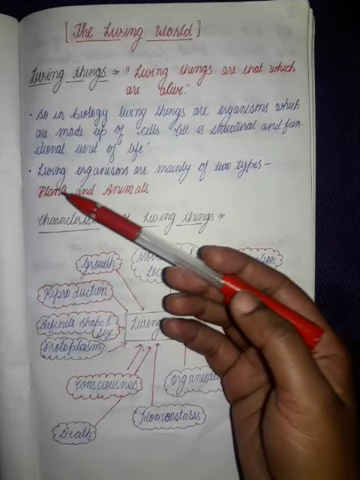 [The Living World]
Living things ⇒ "Living things are that which
are alive."
• So in biology living things are organisms which
are made up of cells. Cell is structural and fun-
ctional unit of life"
• Living organisms are mainly of two types-
Plants and Animals.
Living things ⇒
Growth
Reproduction
Definite Shape &
Size
Protoplasm
Living
Consciousness
Death
Homeostasis